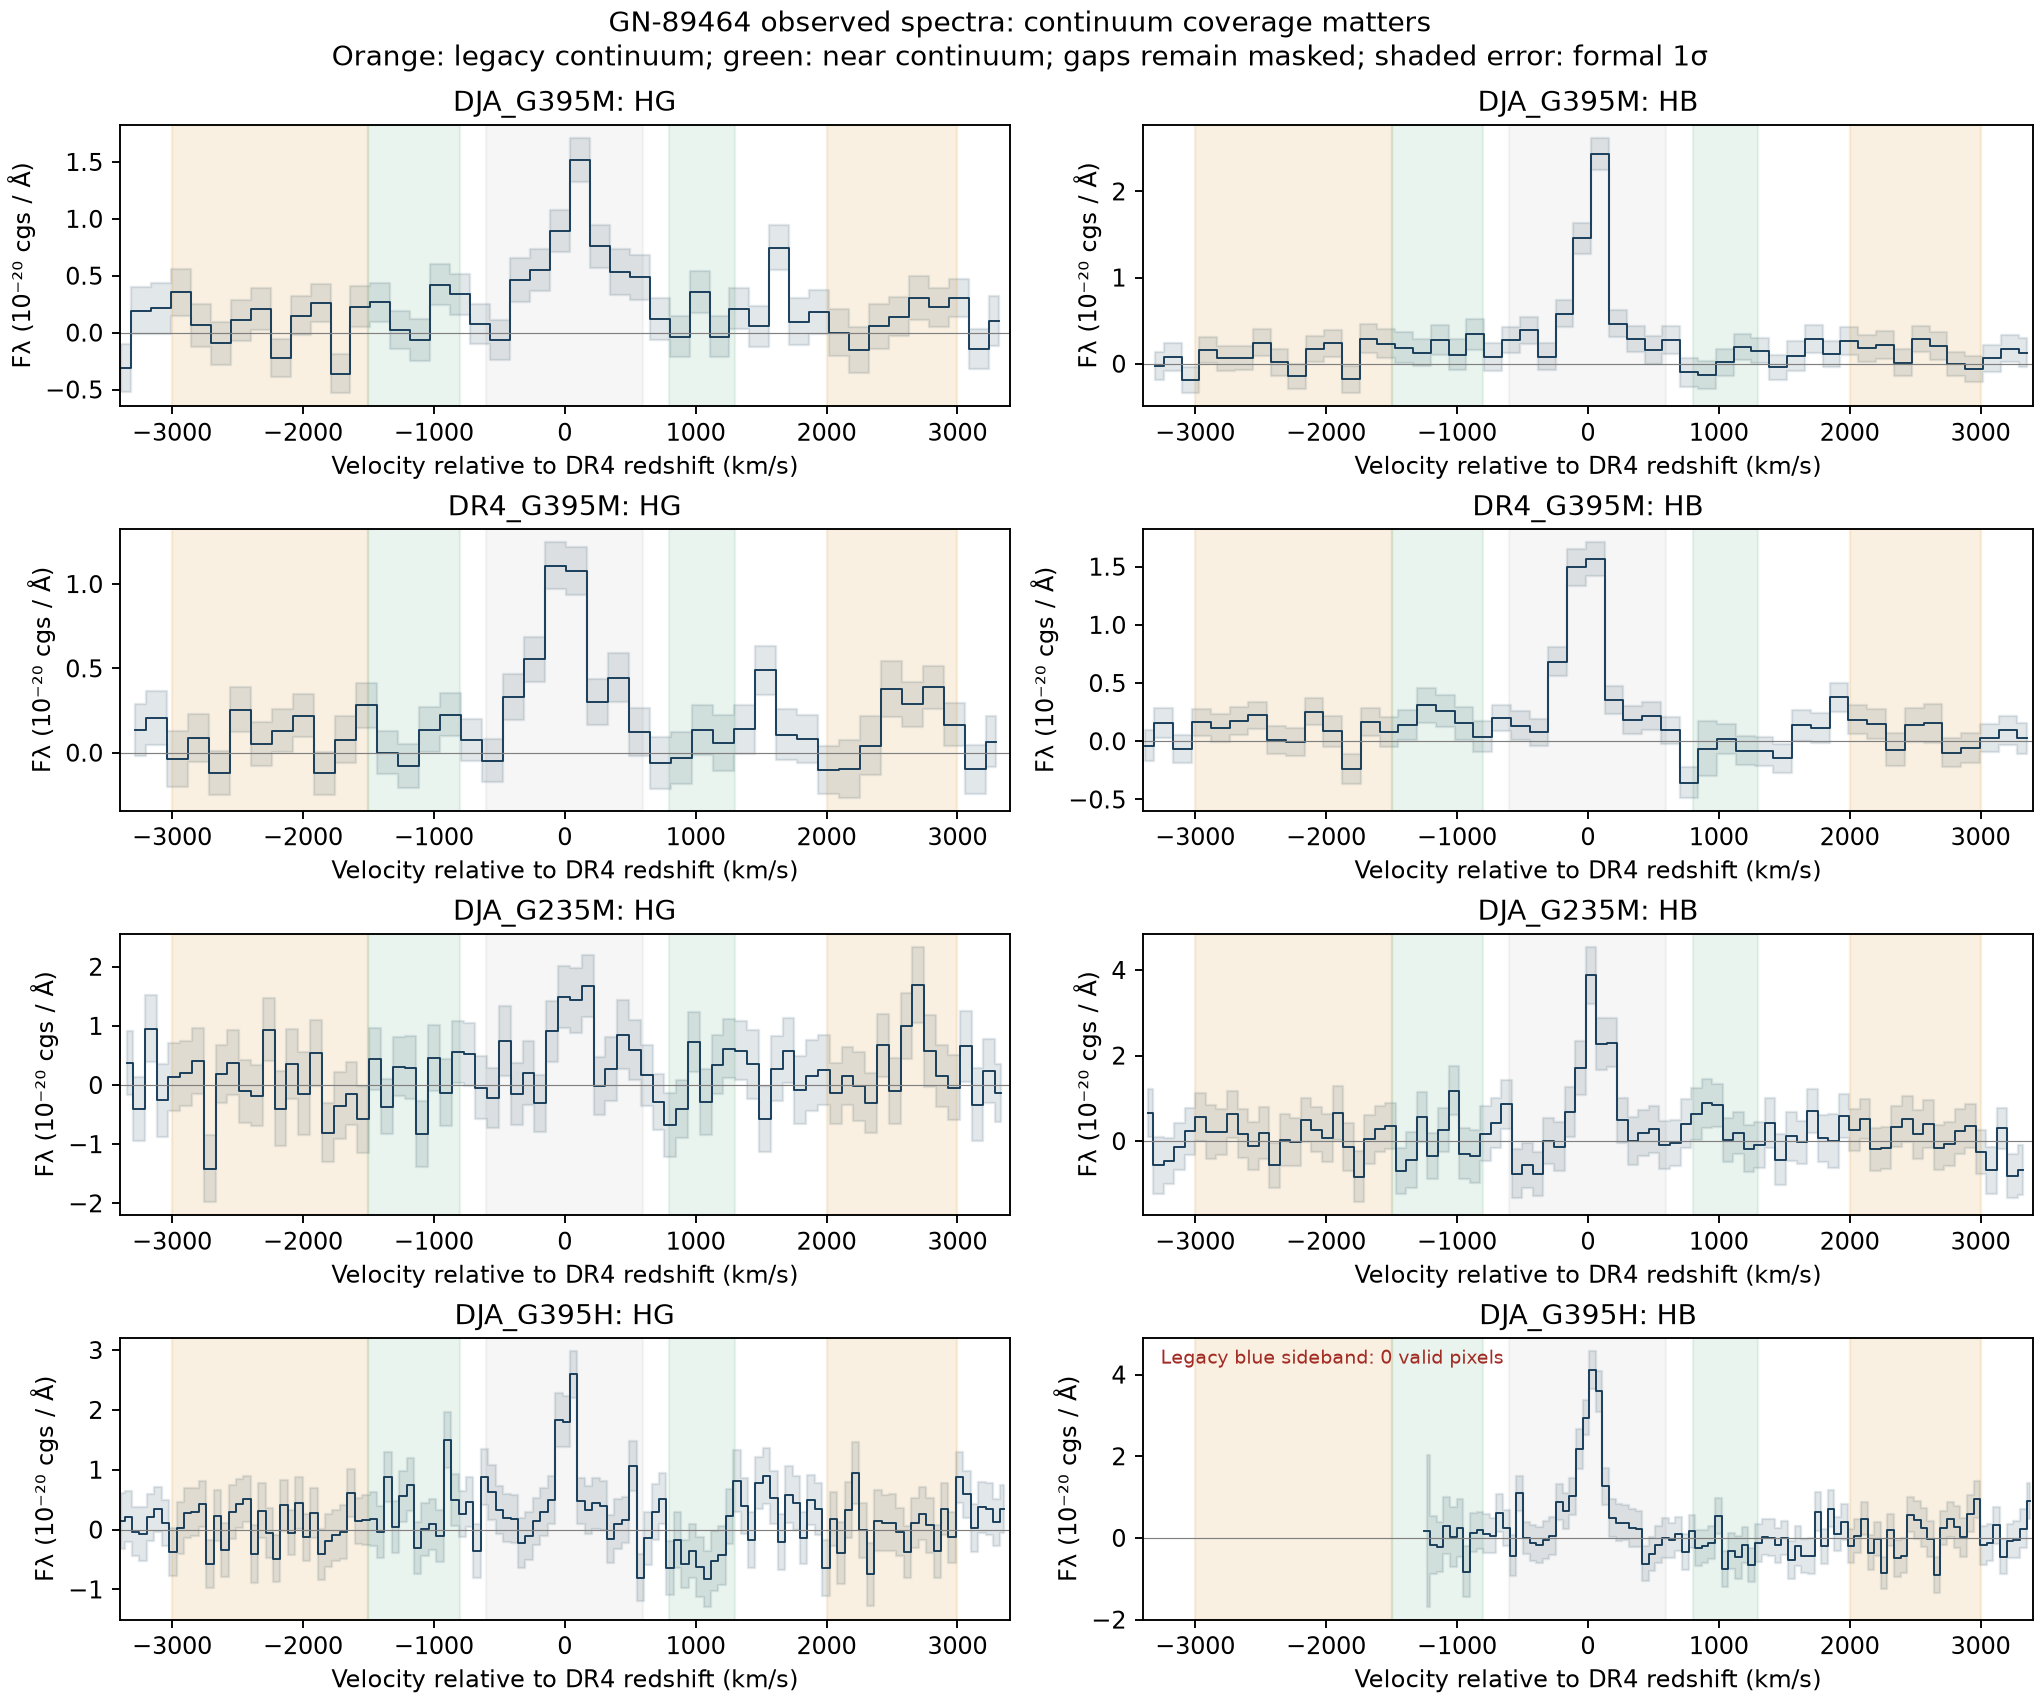 GN-89464 observed spectra: continuum coverage matters
Orange: legacy continuum; green: near continuum; gaps remain masked; shaded error: formal 1σ
DJA_G395M: HG
Fλ (10⁻²⁰ cgs / Å)
1.5
1.0
0.5
0.0
−0.5
−3000 −2000 −1000 0 1000 2000 3000
Velocity relative to DR4 redshift (km/s)
DJA_G395M: HB
Fλ (10⁻²⁰ cgs / Å)
2
1
0
−3000 −2000 −1000 0 1000 2000 3000
Velocity relative to DR4 redshift (km/s)
DR4_G395M: HG
Fλ (10⁻²⁰ cgs / Å)
1.0
0.5
0.0
−3000 −2000 −1000 0 1000 2000 3000
Velocity relative to DR4 redshift (km/s)
DR4_G395M: HB
Fλ (10⁻²⁰ cgs / Å)
1.5
1.0
0.5
0.0
−0.5
−3000 −2000 −1000 0 1000 2000 3000
Velocity relative to DR4 redshift (km/s)
DJA_G235M: HG
Fλ (10⁻²⁰ cgs / Å)
2
1
0
−1
−2
−3000 −2000 −1000 0 1000 2000 3000
Velocity relative to DR4 redshift (km/s)
DJA_G235M: HB
Fλ (10⁻²⁰ cgs / Å)
4
2
0
−3000 −2000 −1000 0 1000 2000 3000
Velocity relative to DR4 redshift (km/s)
DJA_G395H: HG
Fλ (10⁻²⁰ cgs / Å)
3
2
1
0
−1
−3000 −2000 −1000 0 1000 2000 3000
Velocity relative to DR4 redshift (km/s)
DJA_G395H: HB
Legacy blue sideband: 0 valid pixels
Fλ (10⁻²⁰ cgs / Å)
4
2
0
−2
−3000 −2000 −1000 0 1000 2000 3000
Velocity relative to DR4 redshift (km/s)